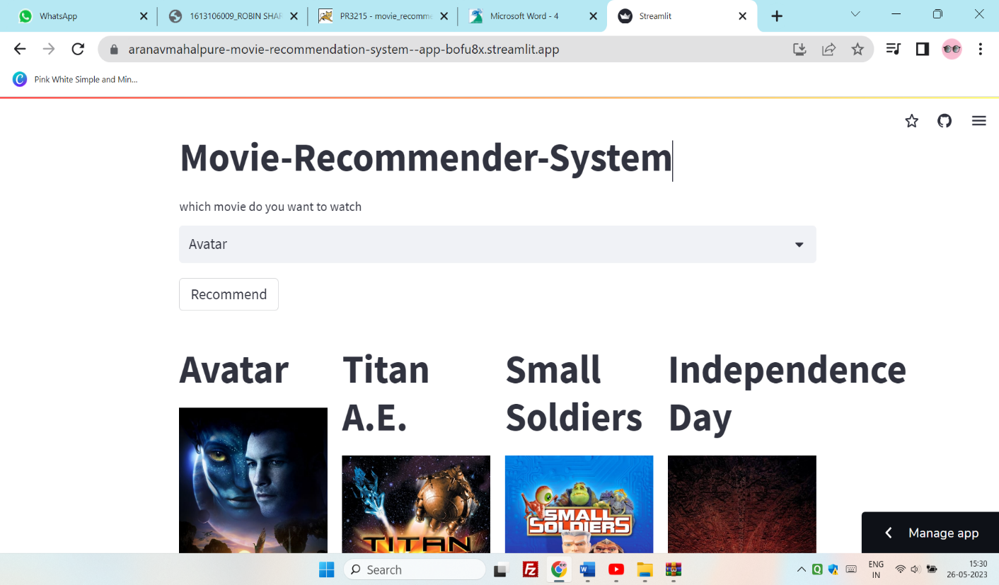 WhatsApp
1613106009_ROBIN SHAR
PR3215 - movie_recomme
Microsoft Word - 4
Streamlit
aranavmahalpure-movie-recommendation-system--app-bofu8x.streamlit.app
Pink White Simple and Min...
Movie-Recommender-System
which movie do you want to watch
Avatar
Recommend
Avatar
Titan
A.E.
Small
Soldiers
Independence
Day
TITAN
SMALL
SOLDIERS
Manage app
Search
ENG
IN
15:30
26-05-2023